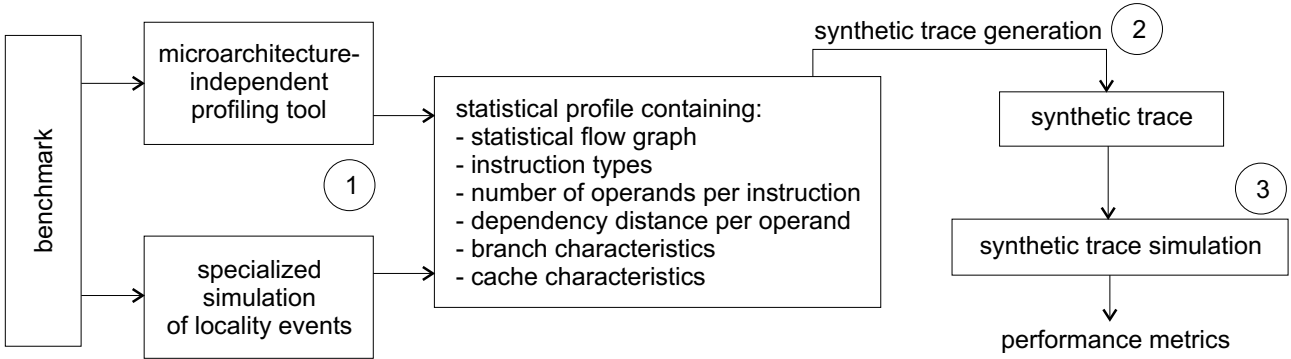 benchmark
microarchitecture-
independent
profiling tool
1
specialized
simulation
of locality events
statistical profile containing:
- statistical flow graph
- instruction types
- number of operands per instruction
- dependency distance per operand
- branch characteristics
- cache characteristics
synthetic trace generation
2
synthetic trace
3
synthetic trace simulation
performance metrics